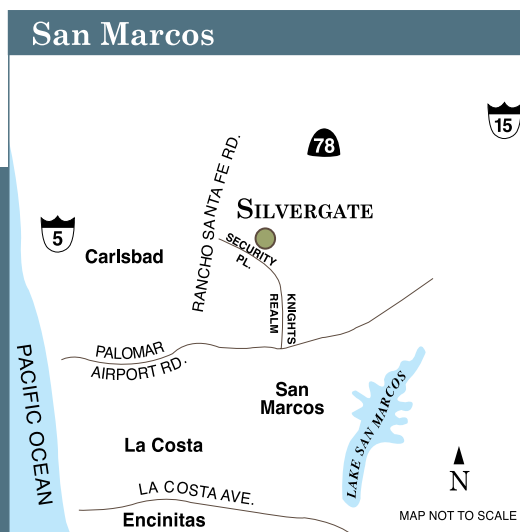 San Marcos
15
78
RANCHO SANTA FE RD.
SILVERGATE
5
SECURITY
PL.
Carlsbad
KNIGHTS
REALM
PALOMAR
AIRPORT RD.
PACIFIC OCEAN
San
Marcos
LAKE SAN MARCOS
La Costa
N
LA COSTA AVE.
MAP NOT TO SCALE
Encinitas